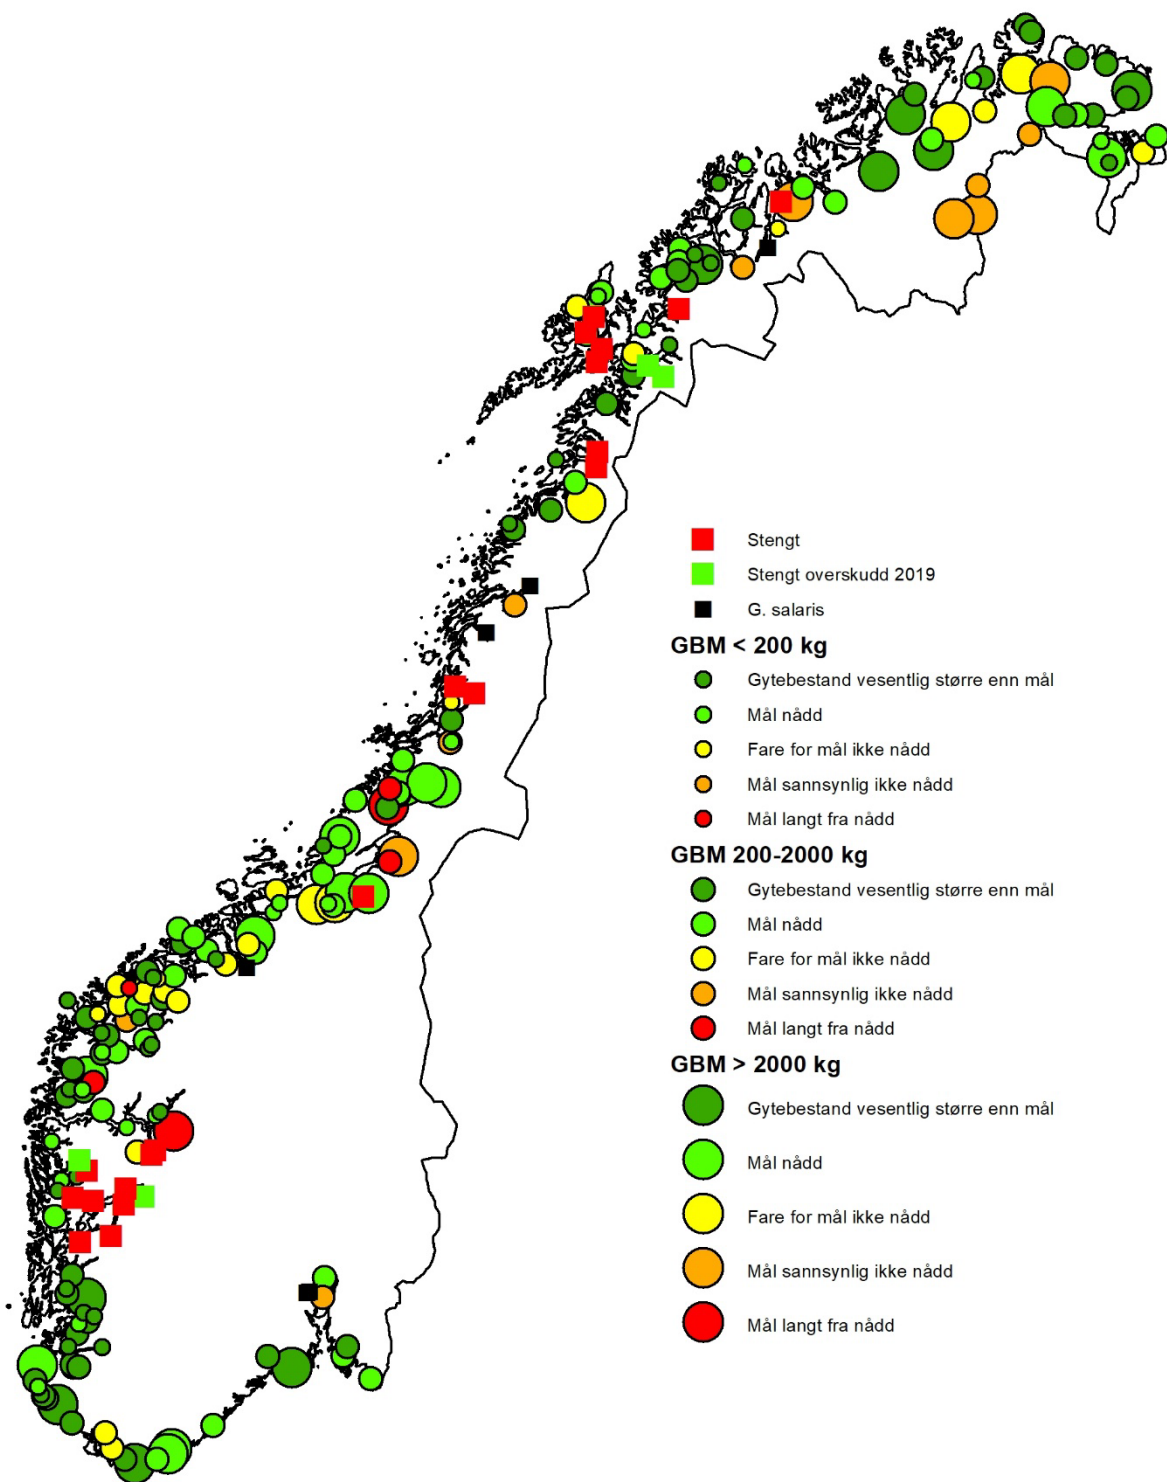 Stengt
Stengt overskudd 2019
G. salaris
GBM < 200 kg
Gytebestand vesentlig større enn mål
Mål nådd
Fare for mål ikke nådd
Mål sannsynlig ikke nådd
Mål langt fra nådd
GBM 200-2000 kg
Gytebestand vesentlig større enn mål
Mål nådd
Fare for mål ikke nådd
Mål sannsynlig ikke nådd
Mål langt fra nådd
GBM > 2000 kg
Gytebestand vesentlig større enn mål
Mål nådd
Fare for mål ikke nådd
Mål sannsynlig ikke nådd
Mål langt fra nådd